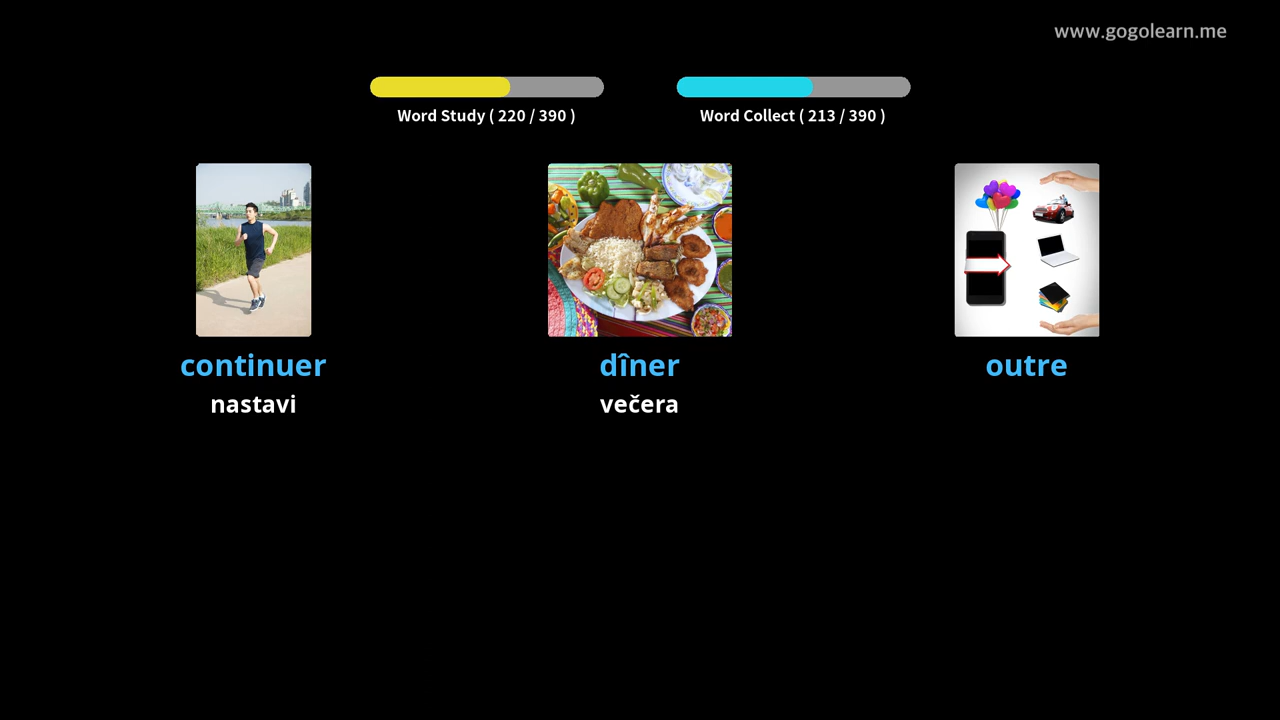 www.gogolearn.me
Word Study ( 220 / 390 )
Word Collect ( 213 / 390 )
continuer
dîner
outre
nastavi
večera